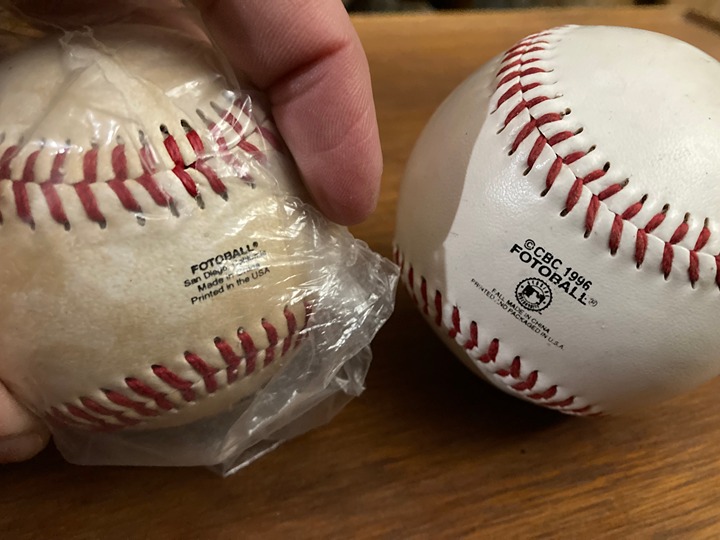 FOTOBALL®
San Diego
Made in
Printed in the USA
©CBC 1996
FOTOBALL
FALL MADE IN CHINA
PRINTED AND PACKAGED IN U.S.A.